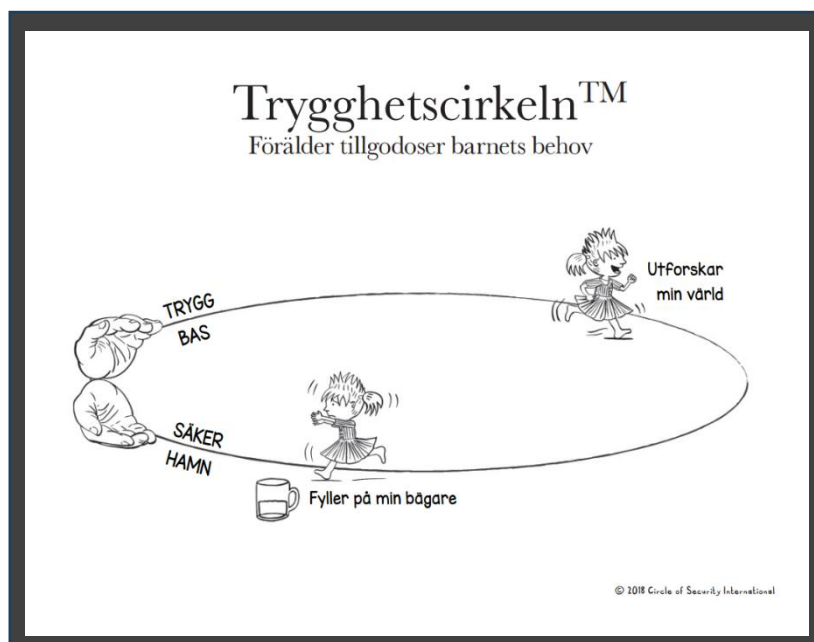 Trygghetscirkeln™
Förälder tillgodoser barnets behov
Utforskar
min värld
TRYGG
BAS
SÄKER
HAMN
Fyller på min bägare
© 2018 Circle of Security International